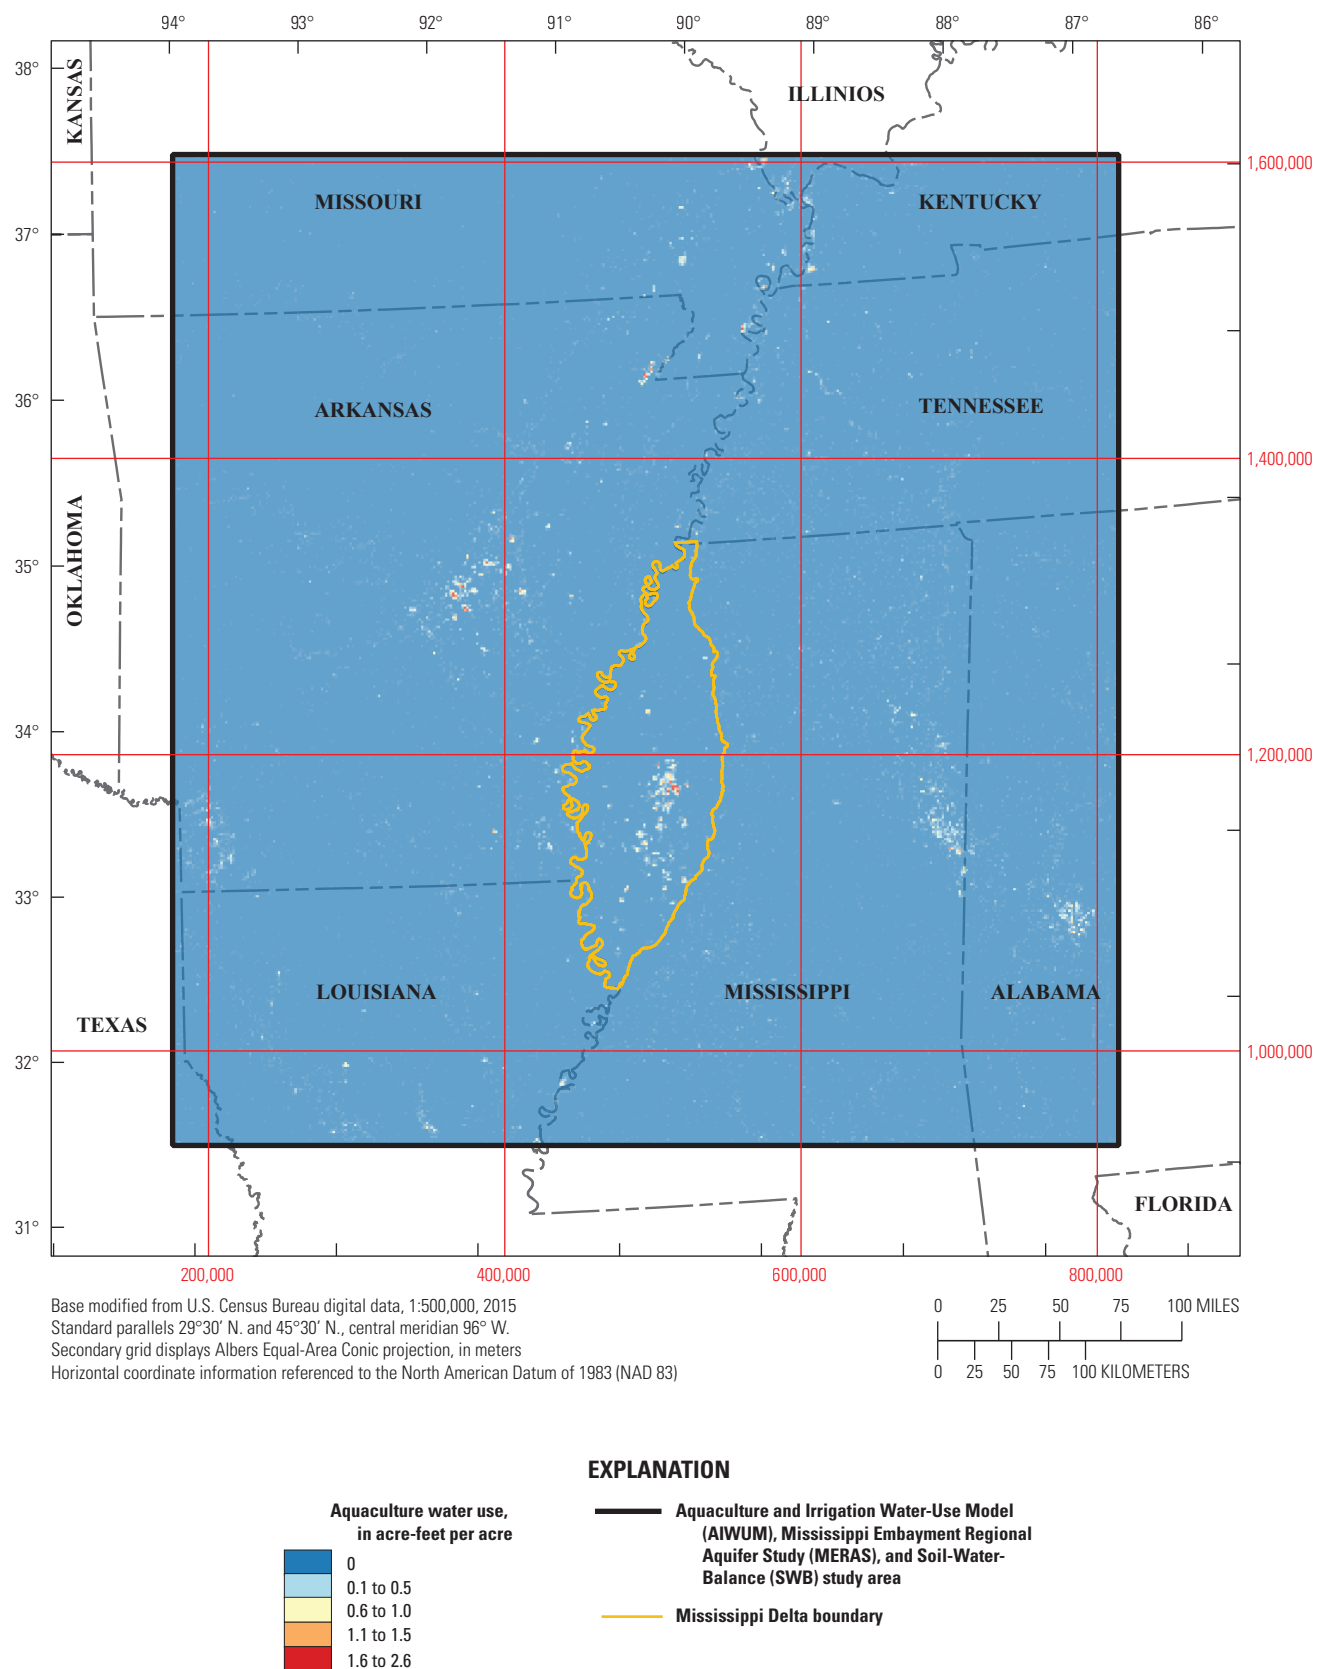 94° 93° 92° 91° 90° 89° 88° 87° 86°
38°
KANSAS
ILLINIOS
1,600,000
MISSOURI
KENTUCKY
37°
36°
ARKANSAS
TENNESSEE
1,400,000
OKLAHOMA
35°
34°
1,200,000
33°
LOUISIANA
MISSISSIPPI
ALABAMA
TEXAS
32°
1,000,000
FLORIDA
31°
200,000 400,000 600,000 800,000
Base modified from U.S. Census Bureau digital data, 1:500,000, 2015
Standard parallels 29°30′ N. and 45°30′ N., central meridian 96° W.
Secondary grid displays Albers Equal-Area Conic projection, in meters
Horizontal coordinate information referenced to the North American Datum of 1983 (NAD 83)
0 25 50 75 100 MILES
0 25 50 75 100 KILOMETERS
EXPLANATION
Aquaculture water use,
in acre-feet per acre
0
0.1 to 0.5
0.6 to 1.0
1.1 to 1.5
1.6 to 2.6
Aquaculture and Irrigation Water-Use Model
(AIWUM), Mississippi Embayment Regional
Aquifer Study (MERAS), and Soil-Water-
Balance (SWB) study area
Mississippi Delta boundary